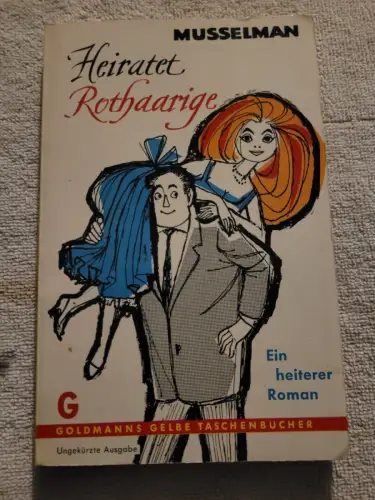 MUSSELMAN
Heiratet
Rothaarige
Ein
heiterer
Roman
G
GOLDMANNS GELBE TASCHENBÜCHER
Ungekürzte Ausgabe